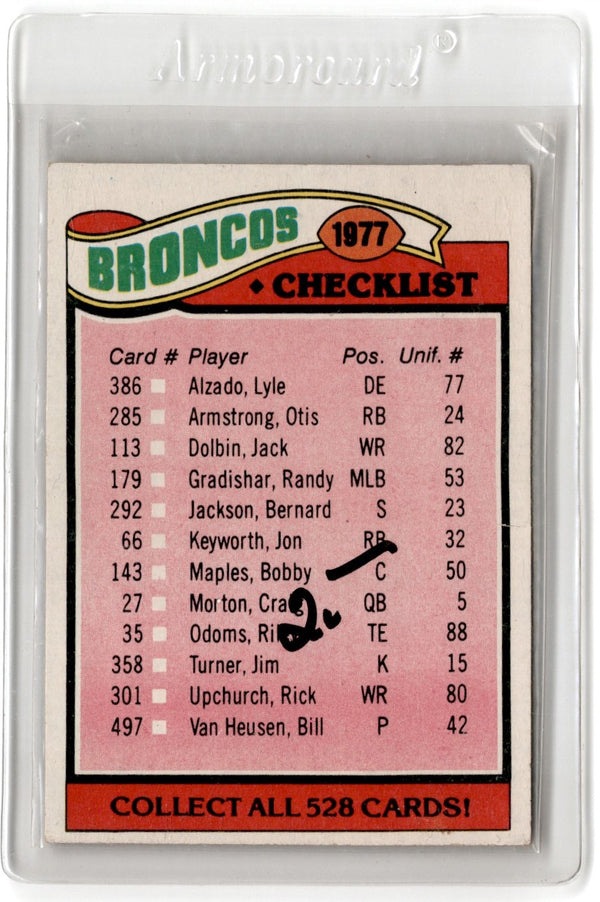 Armorcard®
BRONCOS
1977
♦ CHECKLIST
Card # Player Pos. Unif. #
386 Alzado, Lyle DE 77
285 Armstrong, Otis RB 24
113 Dolbin, Jack WR 82
179 Gradishar, Randy MLB 53
292 Jackson, Bernard S 23
66 Keyworth, Jon RB 32
143 Maples, Bobby C 50
27 Morton, Craig QB 5
2
35 Odoms, TE 88
358 Turner, Jim K 15
301 Upchurch, Rick WR 80
497 Van Heusen, Bill P 42
COLLECT ALL 528 CARDS!